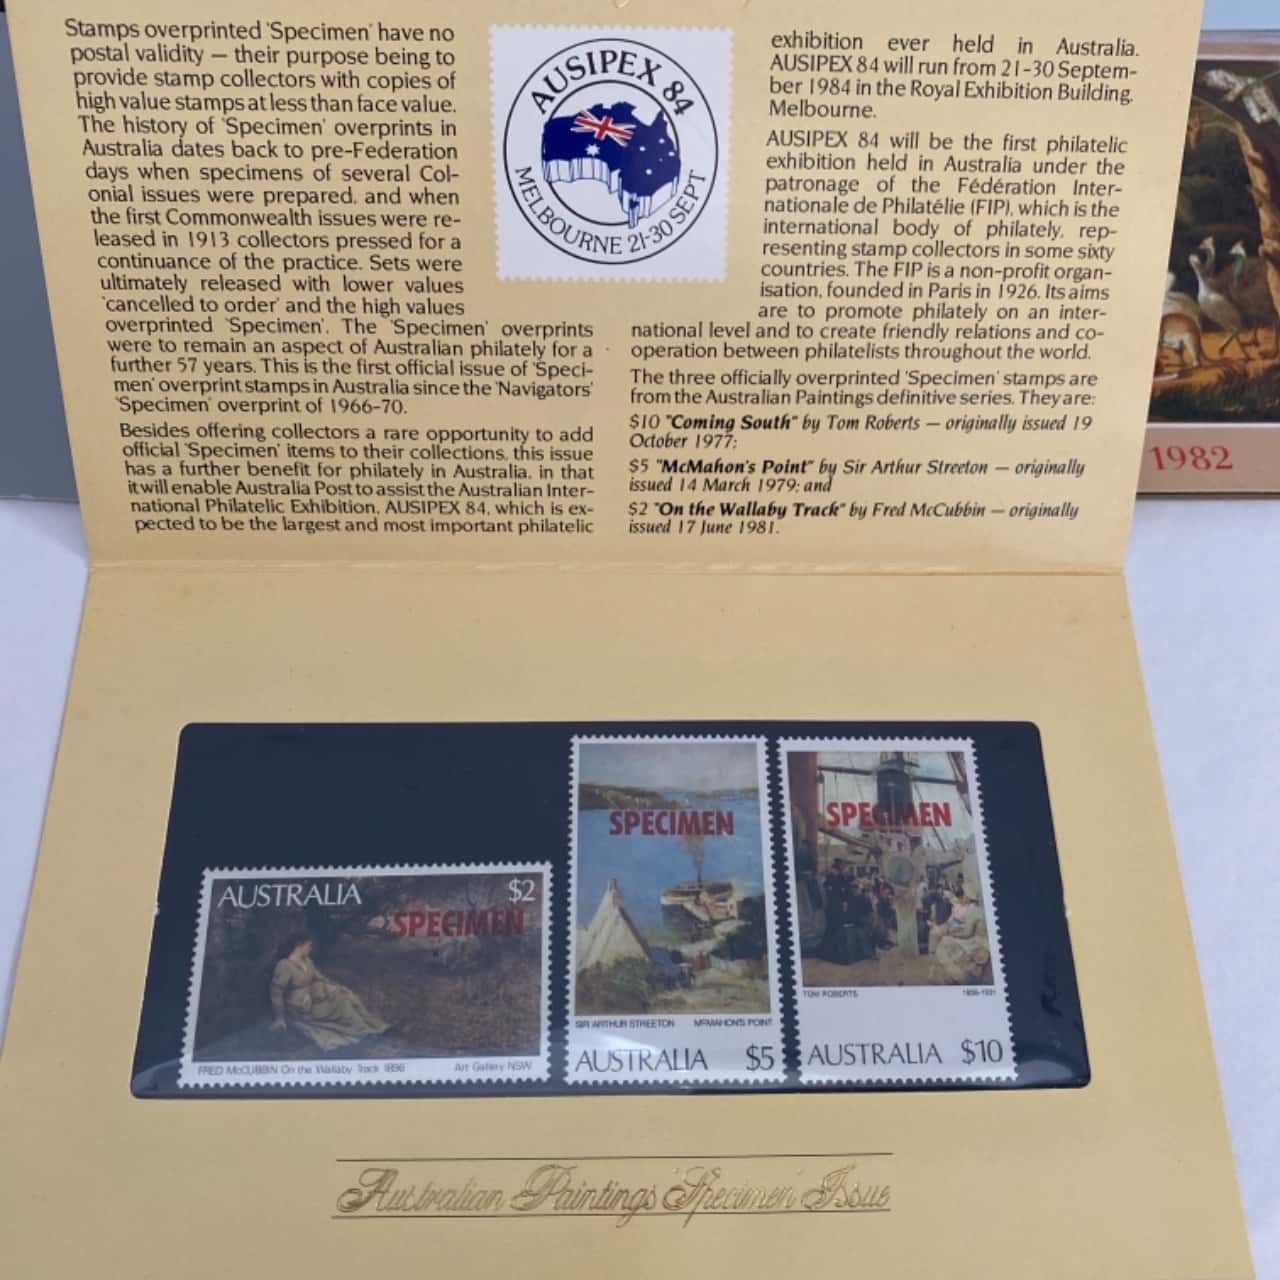 Stamps overprinted 'Specimen' have no
postal validity — their purpose being to
provide stamp collectors with copies of
high value stamps at less than face value.
The history of 'Specimen' overprints in
Australia dates back to pre-Federation
days when specimens of several Col-
onial issues were prepared, and when
the first Commonwealth issues were re-
leased in 1913 collectors pressed for a
continuance of the practice. Sets were
ultimately released with lower values
'cancelled to order' and the high values
overprinted 'Specimen'. The 'Specimen' overprints
were to remain an aspect of Australian philately for a
further 57 years. This is the first official issue of 'Speci-
men' overprint stamps in Australia since the 'Navigators'
'Specimen' overprint of 1966-70.
Besides offering collectors a rare opportunity to add
official 'Specimen' items to their collections, this issue
has a further benefit for philately in Australia, in that
it will enable Australia Post to assist the Australian Inter-
national Philatelic Exhibition, AUSIPEX 84, which is ex-
pected to be the largest and most important philatelic
AUSIPEX 84
MELBOURNE 21-30 SEPT
exhibition ever held in Australia.
AUSIPEX 84 will run from 21-30 Septem-
ber 1984 in the Royal Exhibition Building,
Melbourne.
AUSIPEX 84 will be the first philatelic
exhibition held in Australia under the
patronage of the Fédération Inter-
nationale de Philatélie (FIP), which is the
international body of philately, rep-
resenting stamp collectors in some sixty
countries. The FIP is a non-profit organ-
isation, founded in Paris in 1926. Its aims
are to promote philately on an inter-
national level and to create friendly relations and co-
operation between philatelists throughout the world.
The three officially overprinted 'Specimen' stamps are
from the Australian Paintings definitive series. They are:
$10 "Coming South" by Tom Roberts — originally issued 19
October 1977;
$5 "McMahon's Point" by Sir Arthur Streeton — originally
issued 14 March 1979; and
$2 "On the Wallaby Track" by Fred McCubbin — originally
issued 17 June 1981.
1982
AUSTRALIA $2
SPECIMEN
FRED McCUBBIN On the Wallaby Track 1896 Art Gallery NSW
SPECIMEN
SIR ARTHUR STREETON McMAHON'S POINT
AUSTRALIA $5
SPECIMEN
TOM ROBERTS 1856-1931
AUSTRALIA $10
Australian Paintings 'Specimen' Issue